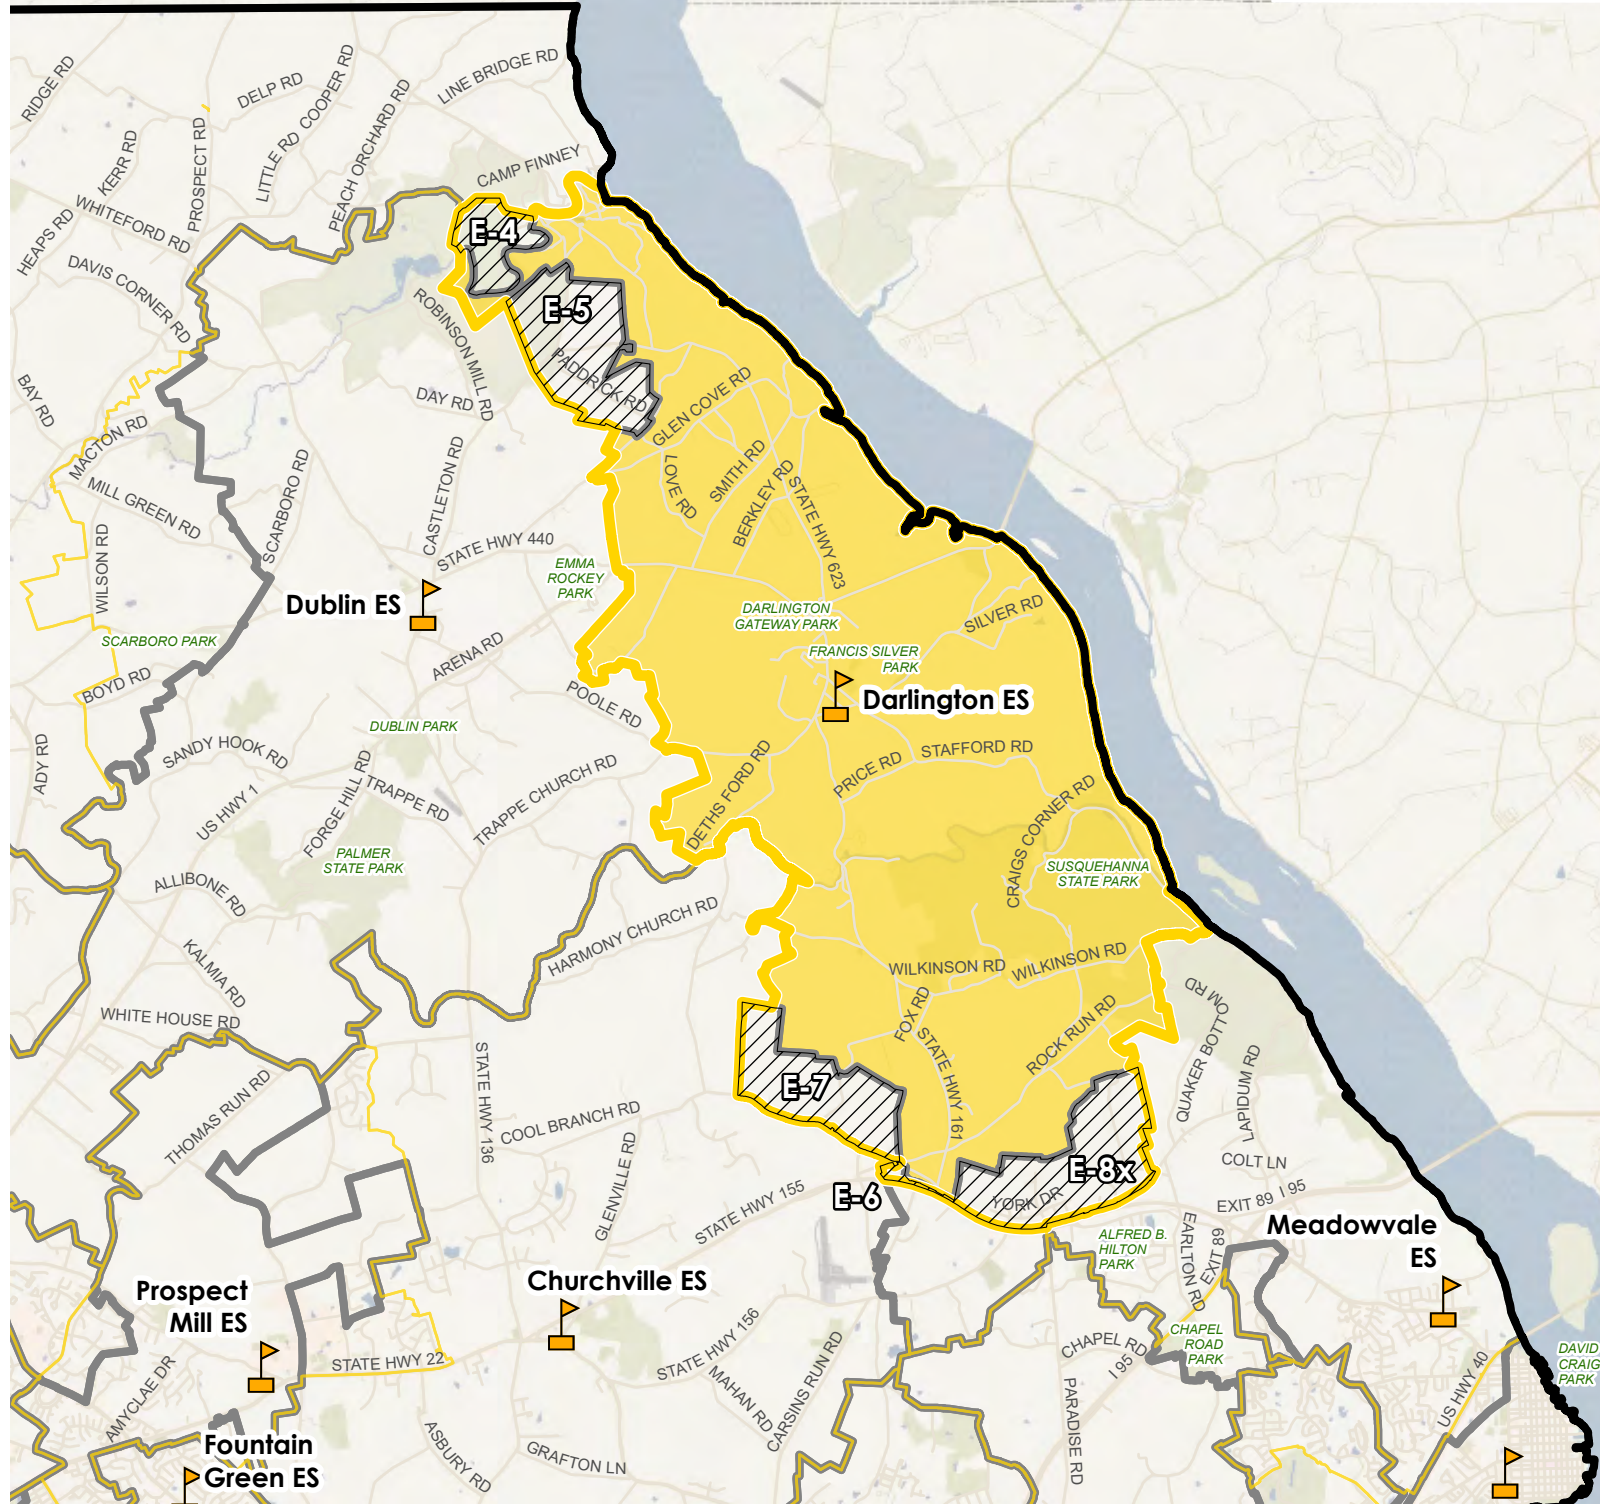 RIDGE RD
DELP RD
COOPER RD
LITTLE RD
PEACH ORCHARD RD
LINE BRIDGE RD
KERR RD
PROSPECT RD
CAMP FINNEY
WHITEFORD RD
HEAPS RD
DAVIS CORNER RD
E-4
E-5
ROBINSON MILL RD
PADDRICK RD
BAY RD
DAY RD
GLEN COVE RD
MACTON RD
MILL GREEN RD
SCARBORO RD
CASTLETON RD
LOVE RD
SMITH RD
BERKLEY RD
STATE HWY 623
WILSON RD
STATE HWY 440
EMMA
ROCKEY
PARK
Dublin ES
DARLINGTON
GATEWAY PARK
SILVER RD
SCARBORO PARK
ARENA RD
FRANCIS SILVER
PARK
BOYD RD
POOLE RD
Darlington ES
DUBLIN PARK
ADY RD
SANDY HOOK RD
STAFFORD RD
PRICE RD
US HWY 1
FORGE HILL RD
TRAPPE RD
TRAPPE CHURCH RD
DETHS FORD RD
CRAIGS CORNER RD
PALMER
STATE PARK
SUSQUEHANNA
STATE PARK
ALLIBONE RD
HARMONY CHURCH RD
KALMIA RD
WILKINSON RD
WILKINSON RD
WHITE HOUSE RD
FOX RD
QUAKER BOTTOM RD
ROCK RUN RD
STATE HWY 136
STATE HWY 161
LAPIDUM RD
THOMAS RUN RD
E-7
COOL BRANCH RD
GLENVILLE RD
E-8x
COLT LN
E-6
YORK DR
STATE HWY 155
EXIT 89 I 95
EARLTON RD
EXIT 89
ALFRED B.
HILTON
PARK
Meadowvale
ES
Prospect
Mill ES
Churchville ES
STATE HWY 156
CHAPEL RD
CHAPEL
ROAD
PARK
I 95
DAVID
CRAIG
PARK
STATE HWY 22
AMYCLAE DR
MAHAN RD
CARSINS RUN RD
PARADISE RD
US HWY 40
ASBURY RD
GRAFTON LN
Fountain
Green ES